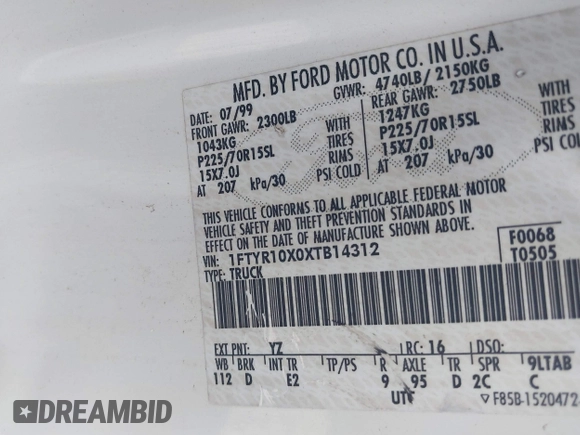 MFD. BY FORD MOTOR CO. IN U.S.A.
DATE: 07/99 GVWR: 4740LB/ 2150KG
FRONT GAWR: 2300LB REAR GAWR: 2750LB
1043KG WITH 1247KG WITH
P225/70R15SL TIRES P225/70R15SL TIRES
15X7.0J RIMS 15X7.0J RIMS
AT 207 kPa/30 PSI COLD AT 207 kPa/30 PSI COLD
THIS VEHICLE CONFORMS TO ALL APPLICABLE FEDERAL MOTOR
VEHICLE SAFETY AND THEFT PREVENTION STANDARDS IN
EFFECT ON THE DATE OF MANUFACTURE SHOWN ABOVE.
VIN: 1FTYR10X0XTB14312 F0068
TYPE: TRUCK T0505
EXT PNT: YZ RC: 16 DSO:
WB BRK INT TR TP/PS R AXLE TR SPR 9LTAB
112 D E2 9 95 D 2C C
UTF ▽F85B-1520472
© EPICVIN.COM